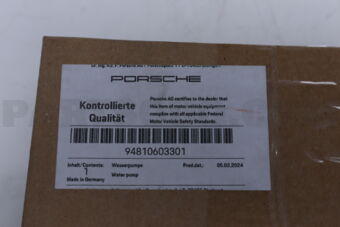 PORSCHE
Kontrollierte
Qualität
Porsche AG certifies to the dealer that
this item of motor vehicle equipment
complies with all applicable Federal
Motor Vehicle Safety Standards.
94810603301
Inhalt/Contents: Wasserpumpe Prod.dat.: 05.02.2024
1
Made in Germany Water pump